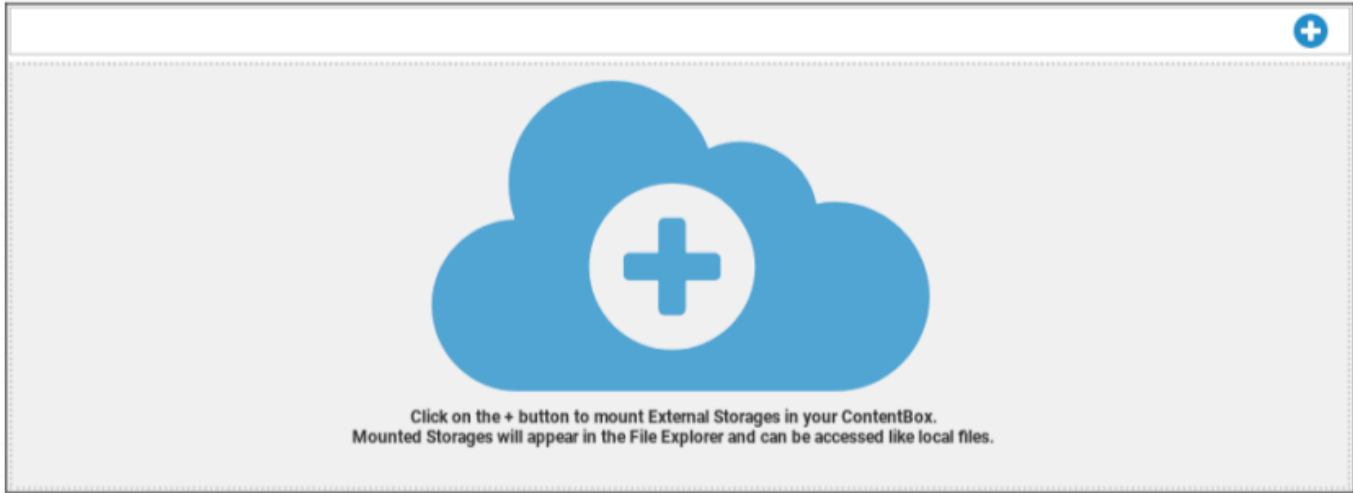 Click on the + button to mount External Storages in your ContentBox.
Mounted Storages will appear in the File Explorer and can be accessed like local files.